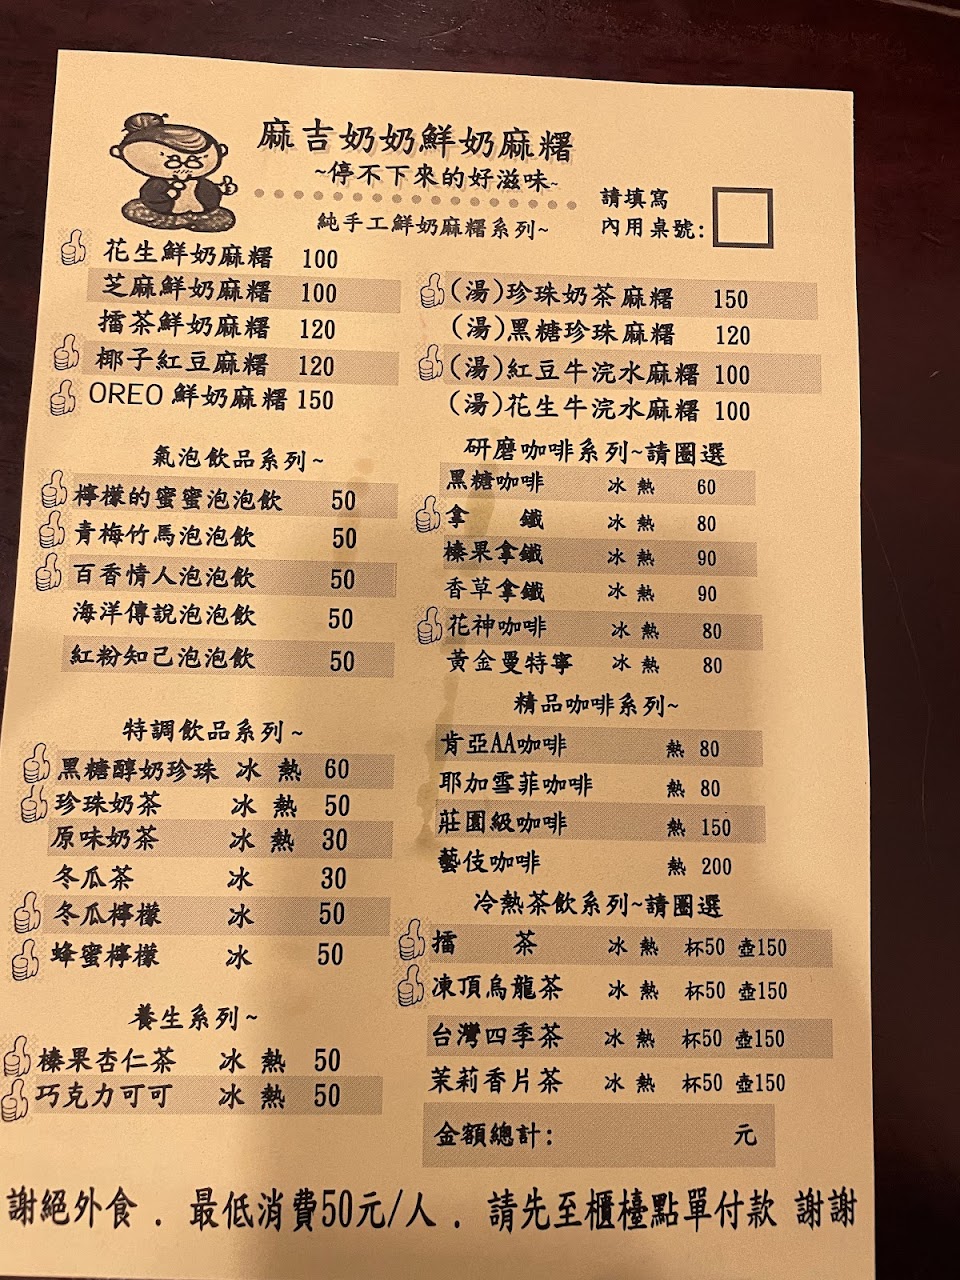 麻吉奶奶鮮奶麻糬
~停不下來的好滋味~
請填寫
內用桌號:
純手工鮮奶麻糬系列~
花生鮮奶麻糬 100
芝麻鮮奶麻糬 100
擂茶鮮奶麻糬 120
椰子紅豆麻糬 120
OREO 鮮奶麻糬 150
(湯)珍珠奶茶麻糬 150
(湯)黑糖珍珠麻糬 120
(湯)紅豆牛浣水麻糬 100
(湯)花生牛浣水麻糬 100
氣泡飲品系列~
檸檬的蜜蜜泡泡飲 50
青梅竹馬泡泡飲 50
百香情人泡泡飲 50
海洋傳說泡泡飲 50
紅粉知己泡泡飲 50
特調飲品系列~
黑糖醇奶珍珠 冰 熱 60
珍珠奶茶 冰 熱 50
原味奶茶 冰 熱 30
冬瓜茶 冰 30
冬瓜檸檬 冰 50
蜂蜜檸檬 冰 50
養生系列~
榛果杏仁茶 冰 熱 50
巧克力可可 冰 熱 50
研磨咖啡系列~請圈選
黑糖咖啡 冰 熱 60
拿 鐵 冰 熱 80
榛果拿鐵 冰 熱 90
香草拿鐵 冰 熱 90
花神咖啡 冰 熱 80
黃金曼特寧 冰 熱 80
精品咖啡系列~
肯亞AA咖啡 熱 80
耶加雪菲咖啡 熱 80
莊園級咖啡 熱 150
藝伎咖啡 熱 200
冷熱茶飲系列~請圈選
擂 茶 冰 熱 杯50 壺150
凍頂烏龍茶 冰 熱 杯50 壺150
台灣四季茶 冰 熱 杯50 壺150
茉莉香片茶 冰 熱 杯50 壺150
金額總計: 元
謝絕外食 . 最低消費50元/人 . 請先至櫃檯點單付款 謝謝